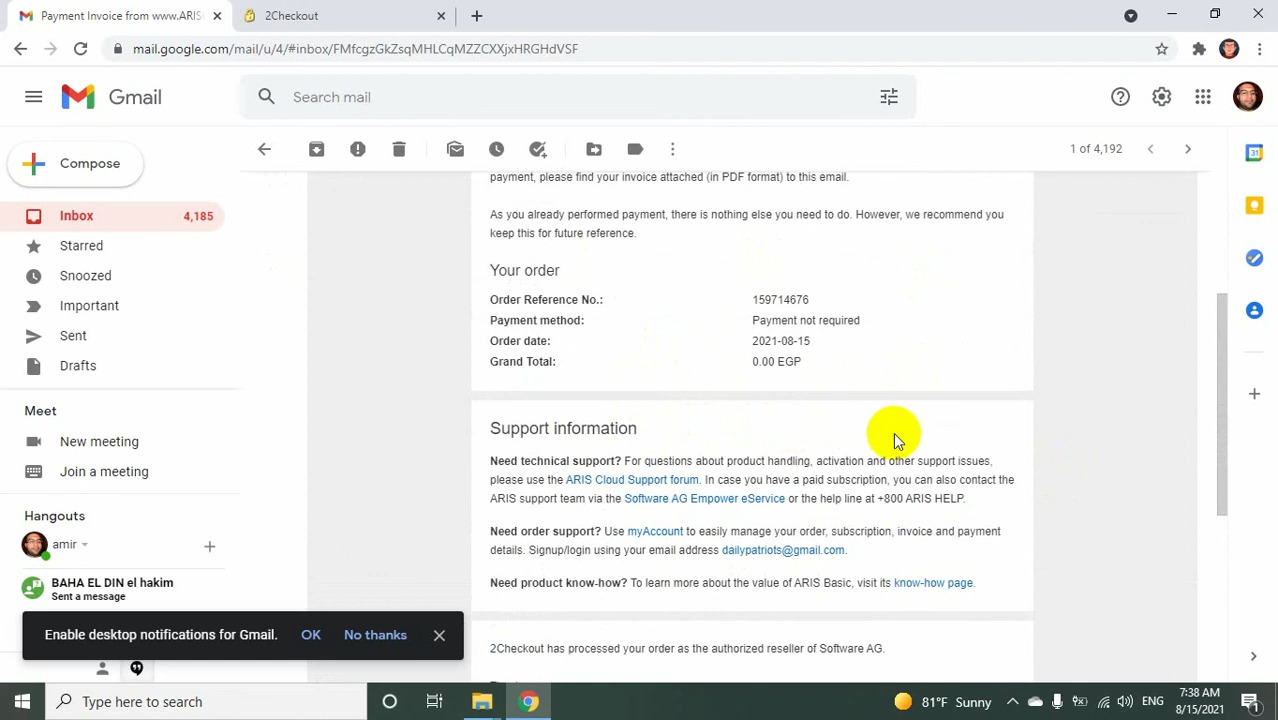 Payment Invoice from www.ARIS
2Checkout
mail.google.com/mail/u/4/#inbox/FMfcgzGkZsqMHLCqMZZCXXjxHRGHdVSF
Gmail
Search mail
Compose
1 of 4,192
Inbox 4,185
Starred
Snoozed
Important
Sent
Drafts
Meet
New meeting
Join a meeting
Hangouts
amir
BAHA EL DIN el hakim
Sent a message
payment, please find your invoice attached (in PDF format) to this email.
As you already performed payment, there is nothing else you need to do. However, we recommend you
keep this for future reference.
Your order
Order Reference No.: 159714676
Payment method: Payment not required
Order date: 2021-08-15
Grand Total: 0.00 EGP
Support information
Need technical support? For questions about product handling, activation and other support issues,
please use the ARIS Cloud Support forum. In case you have a paid subscription, you can also contact the
ARIS support team via the Software AG Empower eService or the help line at +800 ARIS HELP.
Need order support? Use myAccount to easily manage your order, subscription, invoice and payment
details. Signup/login using your email address dailypatriots@gmail.com.
Need product know-how? To learn more about the value of ARIS Basic, visit its know-how page.
2Checkout has processed your order as the authorized reseller of Software AG.
Enable desktop notifications for Gmail. OK No thanks
Type here to search
81°F Sunny
ENG
7:38 AM
8/15/2021
1